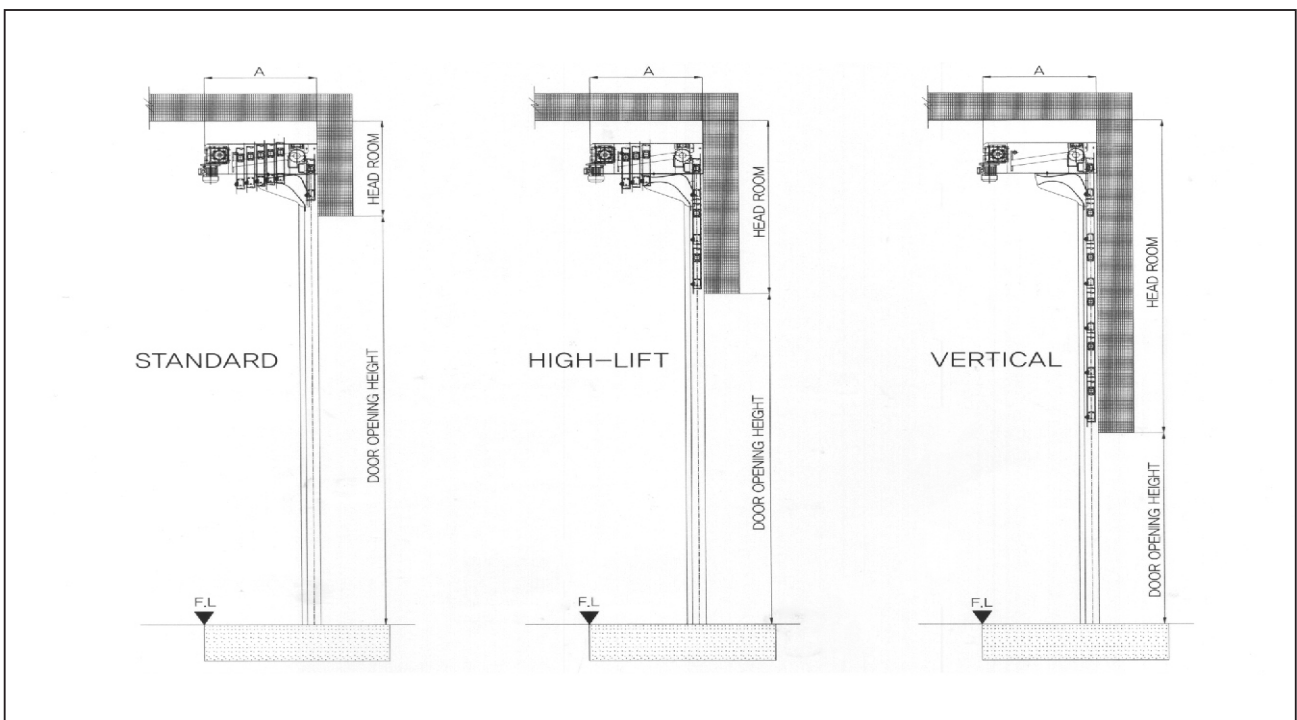 A
HEAD ROOM
STANDARD
DOOR OPENING HEIGHT
F.L
A
HEAD ROOM
HIGH-LIFT
DOOR OPENING HEIGHT
F.L
A
HEAD ROOM
VERTICAL
DOOR OPENING HEIGHT
F.L